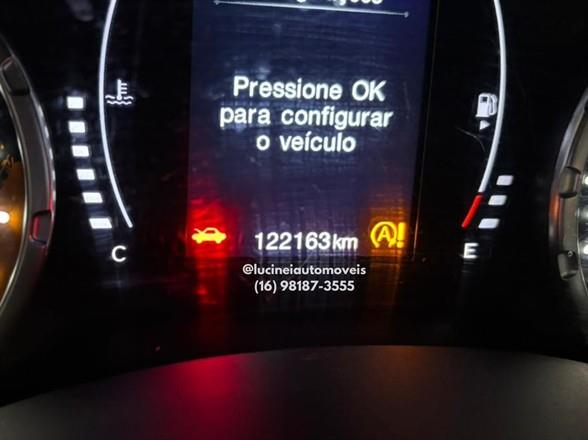 Pressione OK
para configurar
o veículo
122163km
C
E
@lucineiautomoveis
(16) 98187-3555